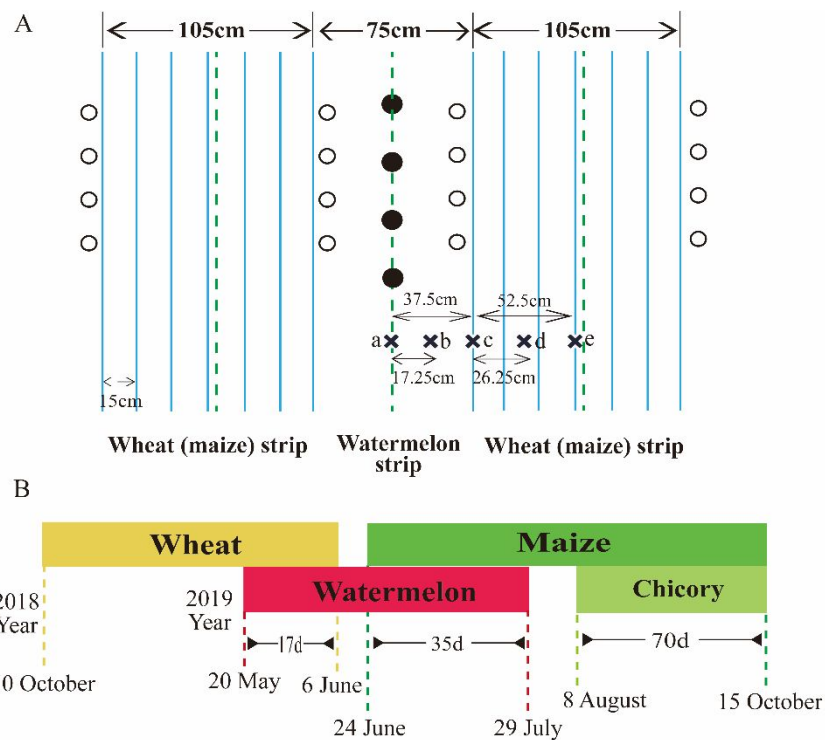 A
105cm 75cm 105cm
37.5cm 52.5cm
a b c d e
17.25cm 26.25cm
15cm
Wheat (maize) strip Watermelon strip Wheat (maize) strip
B
Wheat Maize
Watermelon Chicory
2018 Year 2019 Year
17d 35d 70d
0 October 20 May 6 June 8 August 15 October
24 June 29 July